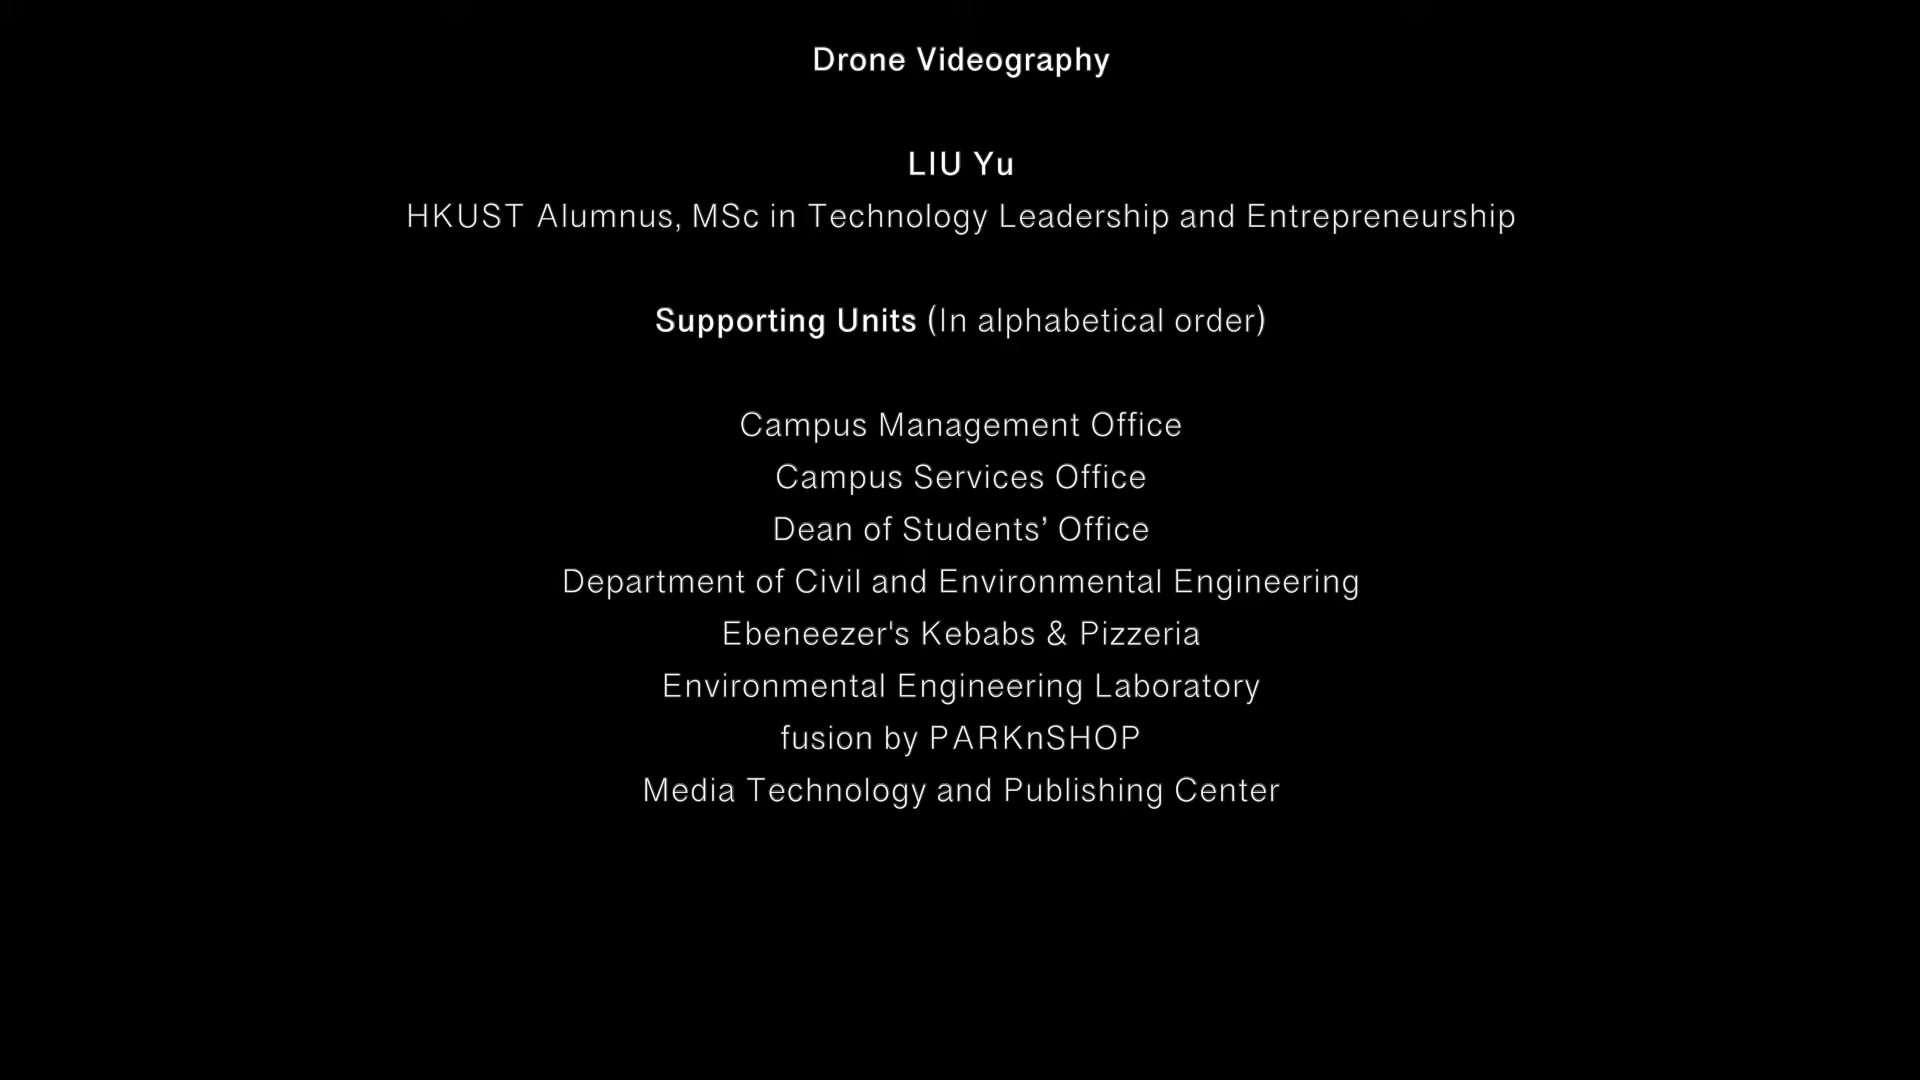 Drone Videography
LIU Yu
HKUST Alumnus, MSc in Technology Leadership and Entrepreneurship
Supporting Units (In alphabetical order)
Campus Management Office
Campus Services Office
Dean of Students’ Office
Department of Civil and Environmental Engineering
Ebeneezer's Kebabs & Pizzeria
Environmental Engineering Laboratory
fusion by PARKnSHOP
Media Technology and Publishing Center